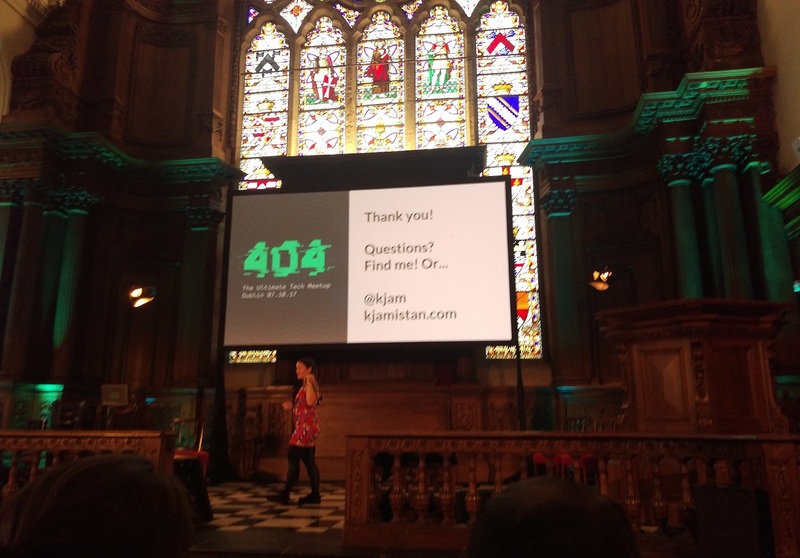 404
The Ultimate Tech Meetup
Dublin 07.10.17
Thank you!
Questions?
Find me! Or...
@kjam
kjamistan.com